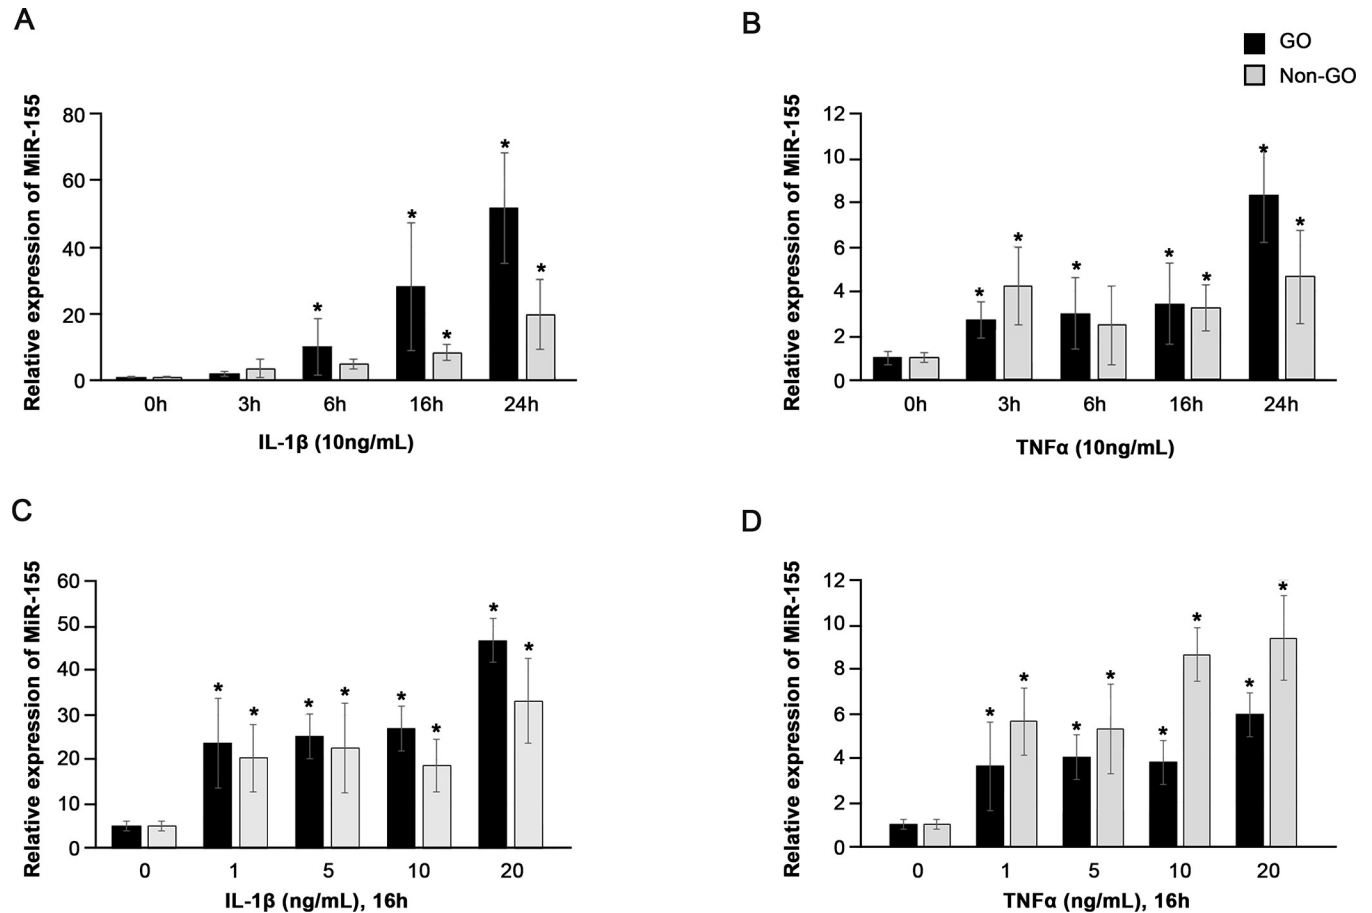 A
B
GO
Non-GO
Relative expression of MiR-155
80
60
40
20
0
* * * * *
0h 3h 6h 16h 24h
IL-1β (10ng/mL)
Relative expression of MiR-155
12
10
8
6
4
2
0
* * * * * * *
0h 3h 6h 16h 24h
TNFα (10ng/mL)
C
D
Relative expression of MiR-155
60
50
40
30
20
10
0
* * * * * * * *
0 1 5 10 20
IL-1β (ng/mL), 16h
Relative expression of MiR-155
12
10
8
6
4
2
0
* * * * * * * *
0 1 5 10 20
TNFα (ng/mL), 16h